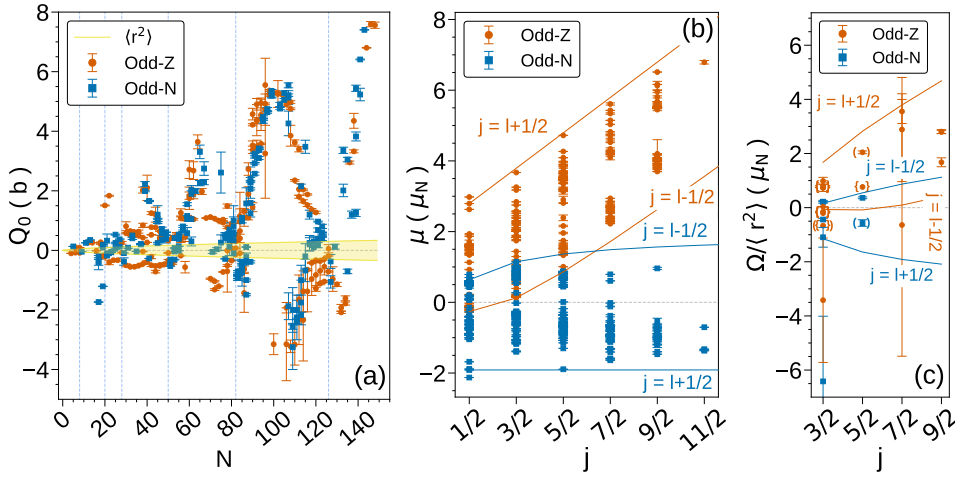 ⟨r²⟩
Odd-Z
Odd-N
Q₀ ( b )
8
6
4
2
0
−2
−4
0
20
40
60
80
100
120
140
N
(a)
(b)
Odd-Z
Odd-N
j = l+1/2
j = l-1/2
j = l-1/2
j = l+1/2
μ ( μ_N )
8
6
4
2
0
−2
1/2
3/2
5/2
7/2
9/2
11/2
j
Odd-Z
Odd-N
j = l+1/2
j = l-1/2
j = l-1/2
j = l+1/2
Ω/⟨ r² ⟩ ( μ_N )
6
4
2
0
−2
−4
−6
3/2
5/2
7/2
9/2
j
(c)